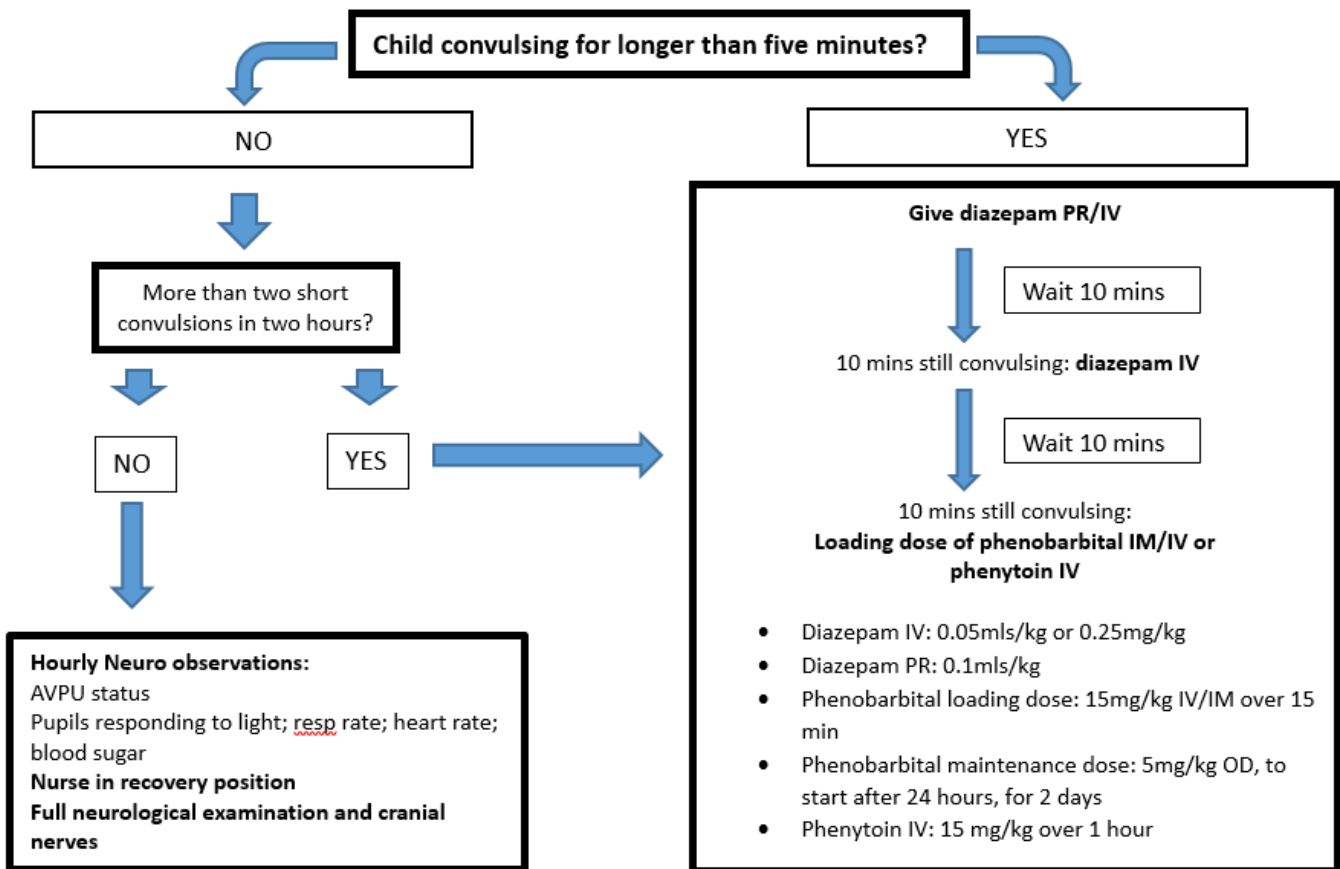 Child convulsing for longer than five minutes?
NO
YES
More than two short
convulsions in two hours?
NO
YES
Hourly Neuro observations:
AVPU status
Pupils responding to light; resp rate; heart rate;
blood sugar
Nurse in recovery position
Full neurological examination and cranial
nerves
Give diazepam PR/IV
Wait 10 mins
10 mins still convulsing: diazepam IV
Wait 10 mins
10 mins still convulsing:
Loading dose of phenobarbital IM/IV or
phenytoin IV
• Diazepam IV: 0.05mls/kg or 0.25mg/kg
• Diazepam PR: 0.1mls/kg
• Phenobarbital loading dose: 15mg/kg IV/IM over 15
min
• Phenobarbital maintenance dose: 5mg/kg OD, to
start after 24 hours, for 2 days
• Phenytoin IV: 15 mg/kg over 1 hour